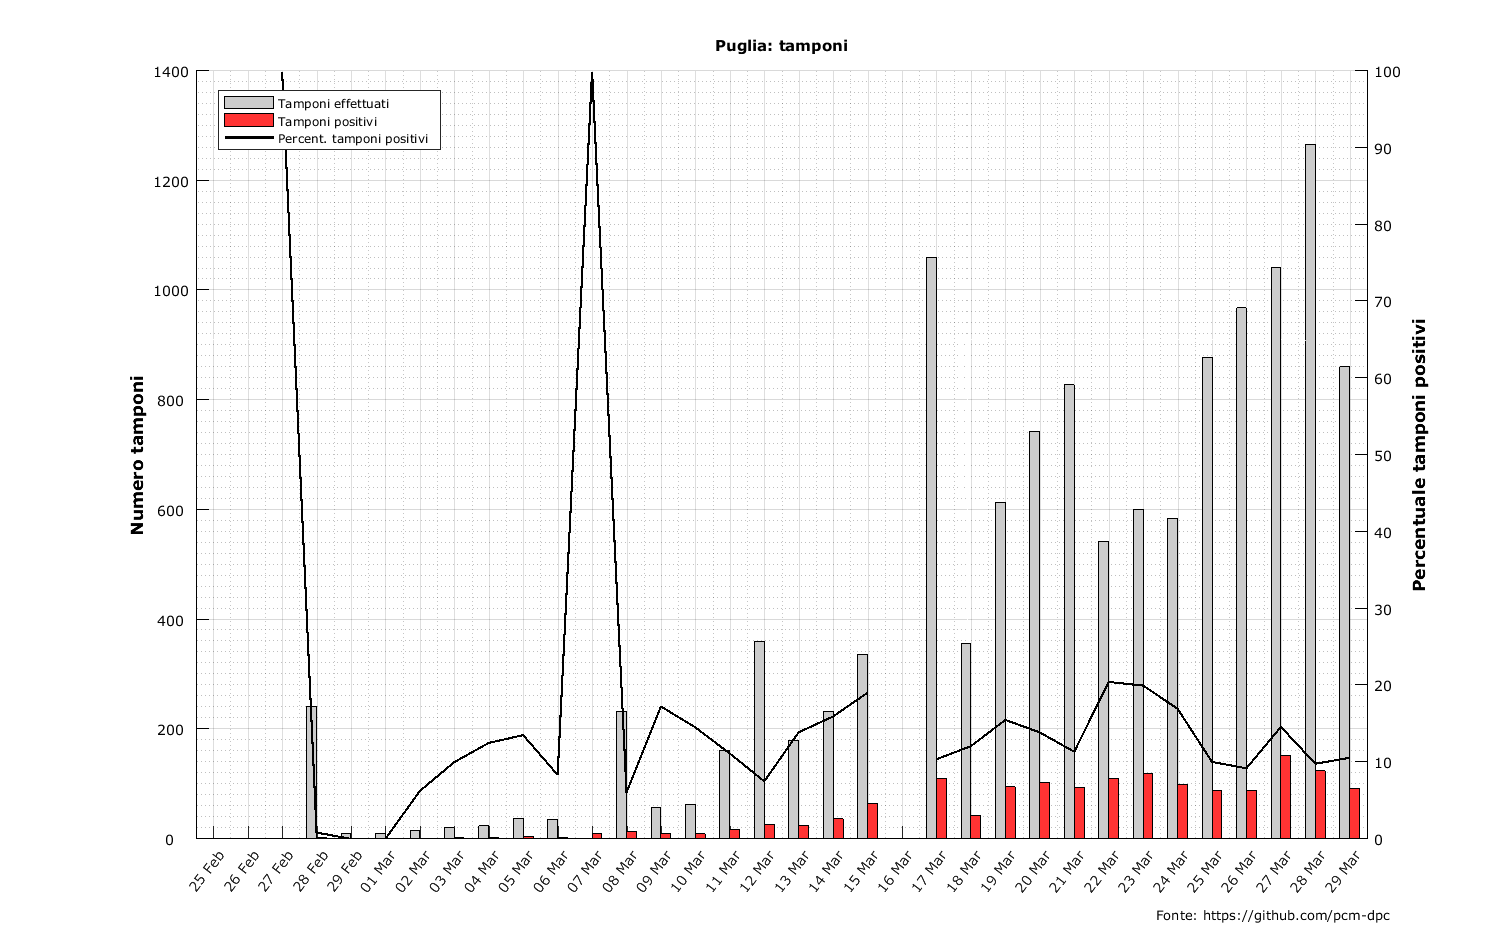 Puglia: tamponi
Tamponi effettuati
Tamponi positivi
Percent. tamponi positivi
Numero tamponi
1400
1200
1000
800
600
400
200
0
100
90
80
70
60
50
40
30
20
10
0
Percentuale tamponi positivi
25 Feb
26 Feb
27 Feb
28 Feb
29 Feb
01 Mar
02 Mar
03 Mar
04 Mar
05 Mar
06 Mar
07 Mar
08 Mar
09 Mar
10 Mar
11 Mar
12 Mar
13 Mar
14 Mar
15 Mar
16 Mar
17 Mar
18 Mar
19 Mar
20 Mar
21 Mar
22 Mar
23 Mar
24 Mar
25 Mar
26 Mar
27 Mar
28 Mar
29 Mar
Fonte: https://github.com/pcm-dpc